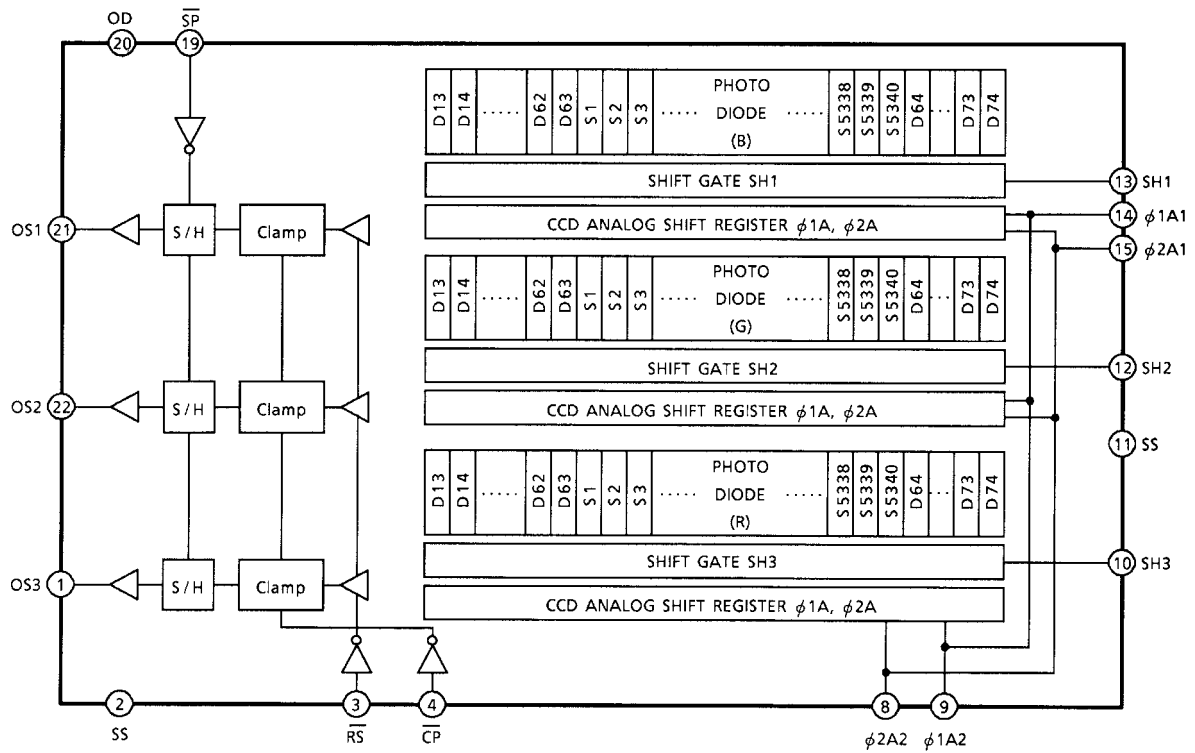 OD
20
SP
19
D13 D14 ····· D62 D63 S1 S2 S3 ····· PHOTO DIODE (B) ····· S5338 S5339 S5340 D64 ··· D73 D74
SHIFT GATE SH1
13 SH1
OS1 21
S/H
Clamp
CCD ANALOG SHIFT REGISTER φ1A, φ2A
14 φ1A1
15 φ2A1
D13 D14 ····· D62 D63 S1 S2 S3 ····· PHOTO DIODE (G) ····· S5338 S5339 S5340 D64 ··· D73 D74
SHIFT GATE SH2
12 SH2
OS2 22
S/H
Clamp
CCD ANALOG SHIFT REGISTER φ1A, φ2A
11 SS
D13 D14 ····· D62 D63 S1 S2 S3 ····· PHOTO DIODE (R) ····· S5338 S5339 S5340 D64 ··· D73 D74
SHIFT GATE SH3
10 SH3
OS3 1
S/H
Clamp
CCD ANALOG SHIFT REGISTER φ1A, φ2A
2
SS
3
RS
4
CP
8
φ2A2
9
φ1A2